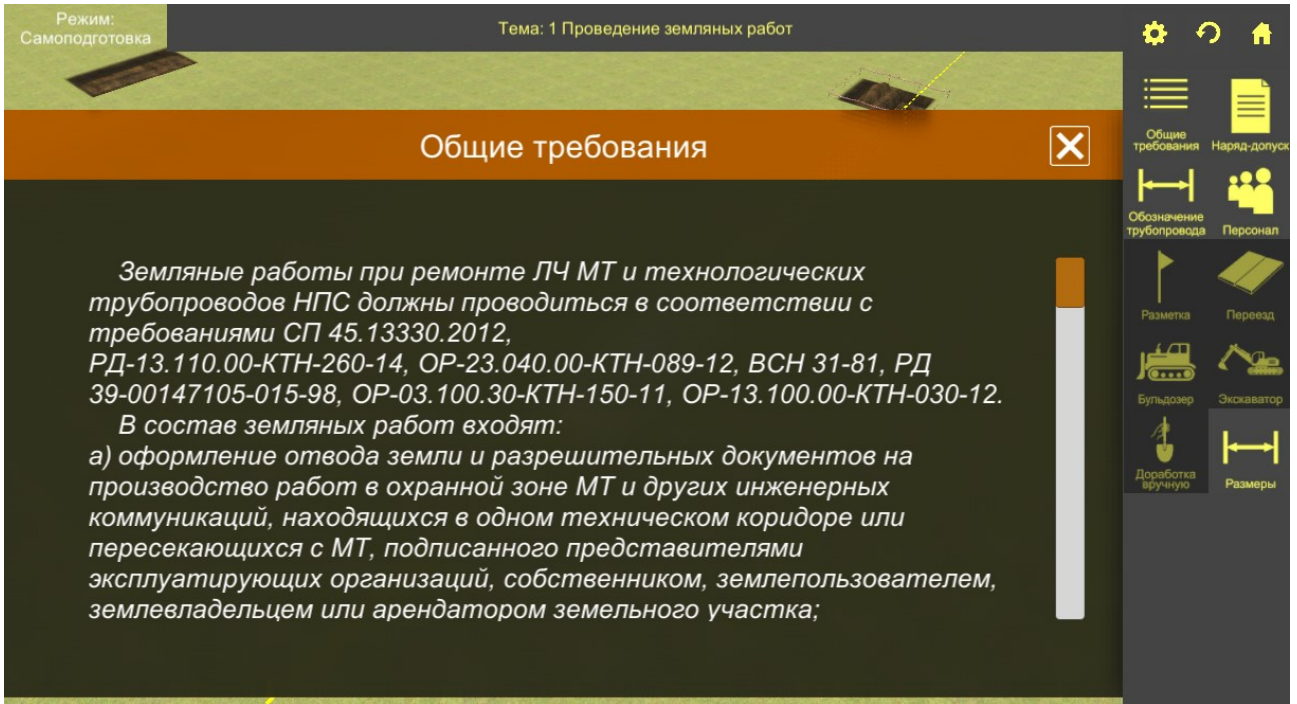 Режим:
Самоподготовка
Тема: 1 Проведение земляных работ
Общие требования
Земляные работы при ремонте ЛЧ МТ и технологических
трубопроводов НПС должны проводиться в соответствии с
требованиями СП 45.13330.2012,
РД-13.110.00-КТН-260-14, ОР-23.040.00-КТН-089-12, ВСН 31-81, РД
39-00147105-015-98, ОР-03.100.30-КТН-150-11, ОР-13.100.00-КТН-030-12.
В состав земляных работ входят:
а) оформление отвода земли и разрешительных документов на
производство работ в охранной зоне МТ и других инженерных
коммуникаций, находящихся в одном техническом коридоре или
пересекающихся с МТ, подписанного представителями
эксплуатирующих организаций, собственником, землепользователем,
землевладельцем или арендатором земельного участка;
Общие
требования
Наряд-допуск
Обозначение
трубопровода
Персонал
Разметка
Переезд
Бульдозер
Экскаватор
Доработка
вручную
Размеры